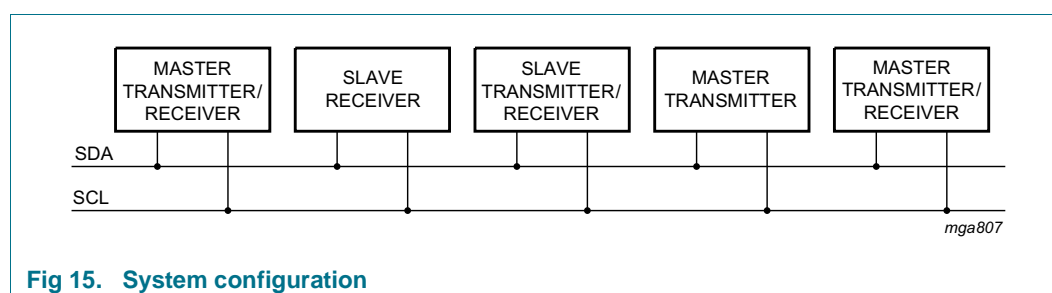 MASTER
TRANSMITTER/
RECEIVER
SLAVE
RECEIVER
SLAVE
TRANSMITTER/
RECEIVER
MASTER
TRANSMITTER
MASTER
TRANSMITTER/
RECEIVER
SDA
SCL
mga807
Fig 15. System configuration